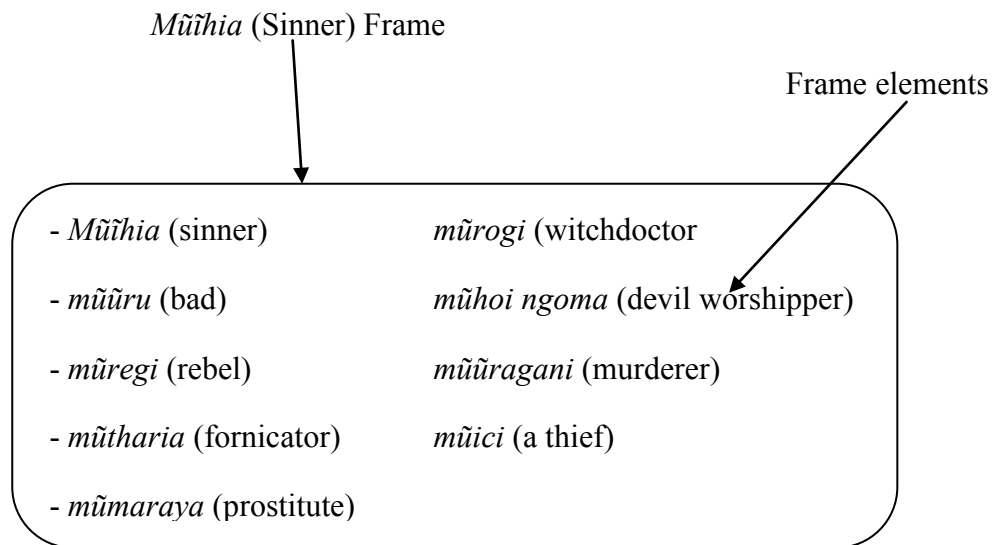 Mũĩhia (Sinner) Frame
Frame elements
- Mũĩhia (sinner) mũrogi (witchdoctor
- mũũru (bad) mũhoi ngoma (devil worshipper)
- mũregi (rebel) mũũragani (murderer)
- mũtharia (fornicator) mũici (a thief)
- mũmaraya (prostitute)